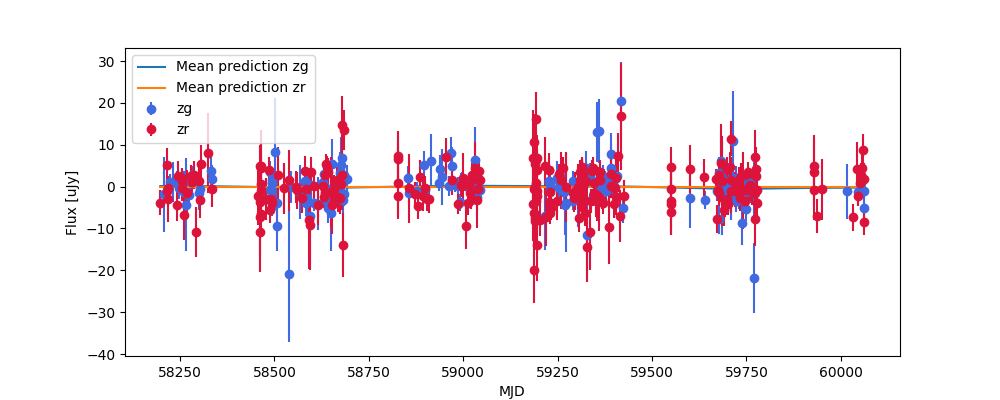 Mean prediction zg
Mean prediction zr
zg
zr
Flux [uJy]
30
20
10
0
−10
−20
−30
−40
58250 58500 58750 59000 59250 59500 59750 60000
MJD